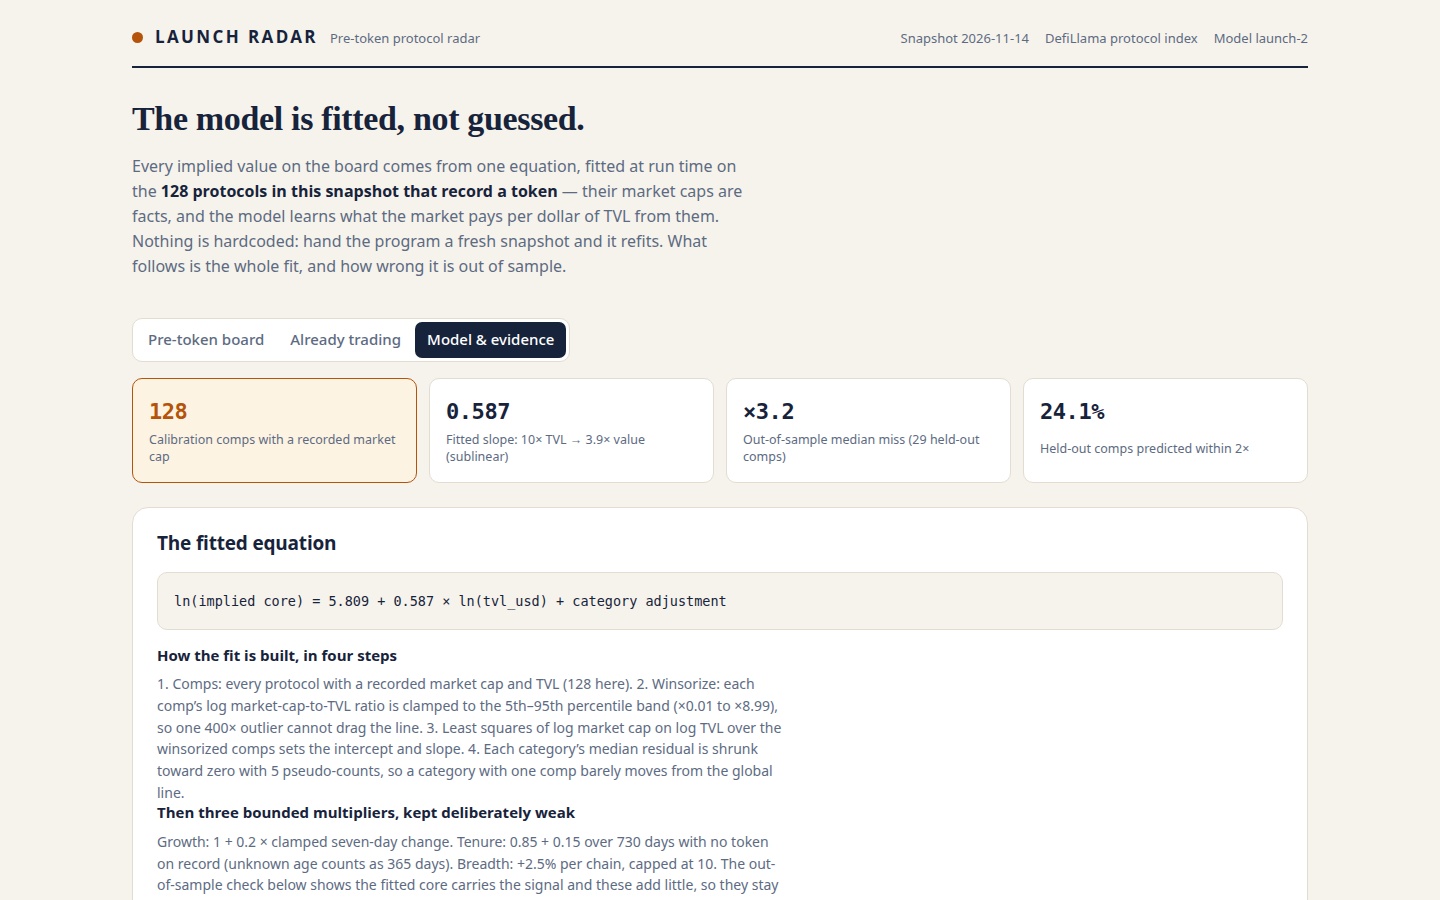 LAUNCH RADAR Pre-token protocol radar Snapshot 2026-11-14 DefiLlama protocol index Model launch-2
The model is fitted, not guessed.
Every implied value on the board comes from one equation, fitted at run time on
the 128 protocols in this snapshot that record a token — their market caps are
facts, and the model learns what the market pays per dollar of TVL from them.
Nothing is hardcoded: hand the program a fresh snapshot and it refits. What
follows is the whole fit, and how wrong it is out of sample.
Pre-token board Already trading Model & evidence
128
Calibration comps with a recorded market
cap
0.587
Fitted slope: 10× TVL → 3.9× value
(sublinear)
×3.2
Out-of-sample median miss (29 held-out
comps)
24.1%
Held-out comps predicted within 2×
The fitted equation
ln(implied core) = 5.809 + 0.587 × ln(tvl_usd) + category adjustment
How the fit is built, in four steps
1. Comps: every protocol with a recorded market cap and TVL (128 here). 2. Winsorize: each
comp’s log market-cap-to-TVL ratio is clamped to the 5th–95th percentile band (×0.01 to ×8.99),
so one 400× outlier cannot drag the line. 3. Least squares of log market cap on log TVL over the
winsorized comps sets the intercept and slope. 4. Each category’s median residual is shrunk
toward zero with 5 pseudo-counts, so a category with one comp barely moves from the global
line.
Then three bounded multipliers, kept deliberately weak
Growth: 1 + 0.2 × clamped seven-day change. Tenure: 0.85 + 0.15 over 730 days with no token
on record (unknown age counts as 365 days). Breadth: +2.5% per chain, capped at 10. The out-
of-sample check below shows the fitted core carries the signal and these add little, so they stay